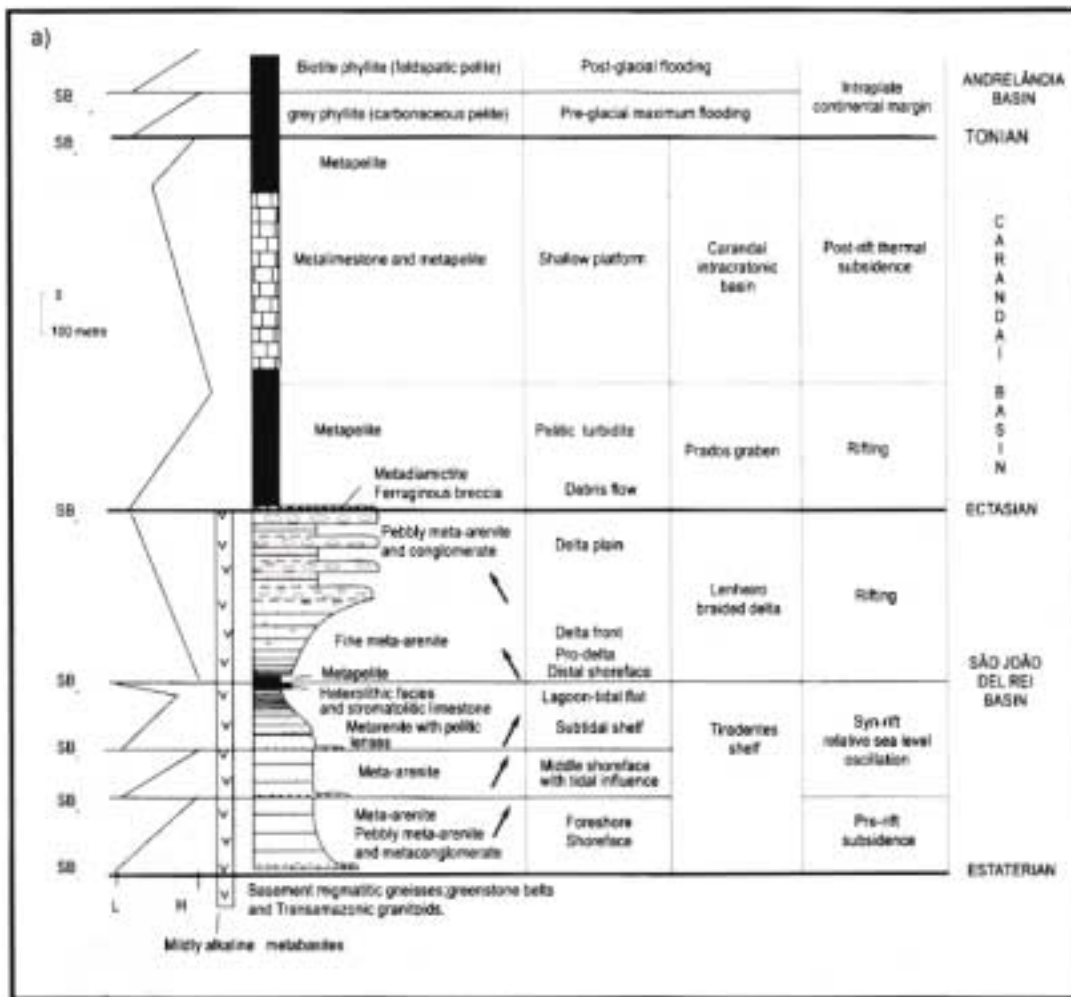 a)
Biotite phyllite (feldspatic pelite)
Post-glacial flooding
Intraplate
continental margin
ANDRELÂNDIA
BASIN
SB
grey phyllite (carbonaceous pelite)
Pre-glacial maximum flooding
SB
TONIAN
Metapelite
Metalimestone and metapelite
Shallow platform
Carandaí
intracratonic
basin
Post-rift thermal
subsidence
CARANDAÍ BASIN
100 metre
Metapelite
Pelitic turbidite
Prados graben
Rifting
Metadiamictite
Ferruginous breccia
Debris flow
SB
ECTASIAN
Pebbly meta-arenite
and conglomerate
Delta plain
Lenheiro
braided delta
Rifting
Fine meta-arenite
Delta front
Pro-delta
Distal shoreface
Metapelite
SB
SÃO JOÃO
DEL REI
BASIN
Heterolithic facies
and stromatolitic limestone
Lagoon-tidal flat
Metarenite with pelitic
lenses
Subtidal shelf
Tiradentes
shelf
Syn-rift
relative sea level
oscillation
SB
Meta-arenite
Middle shoreface
with tidal influence
SB
Meta-arenite
Pebbly meta-arenite
and metaconglomerate
Foreshore
Shoreface
Pre-rift
subsidence
SB
ESTATERIAN
L H
Basement migmatitic gneisses, greenstone belts
and Transamazonic granitoids.
Mildly alkaline metabasites